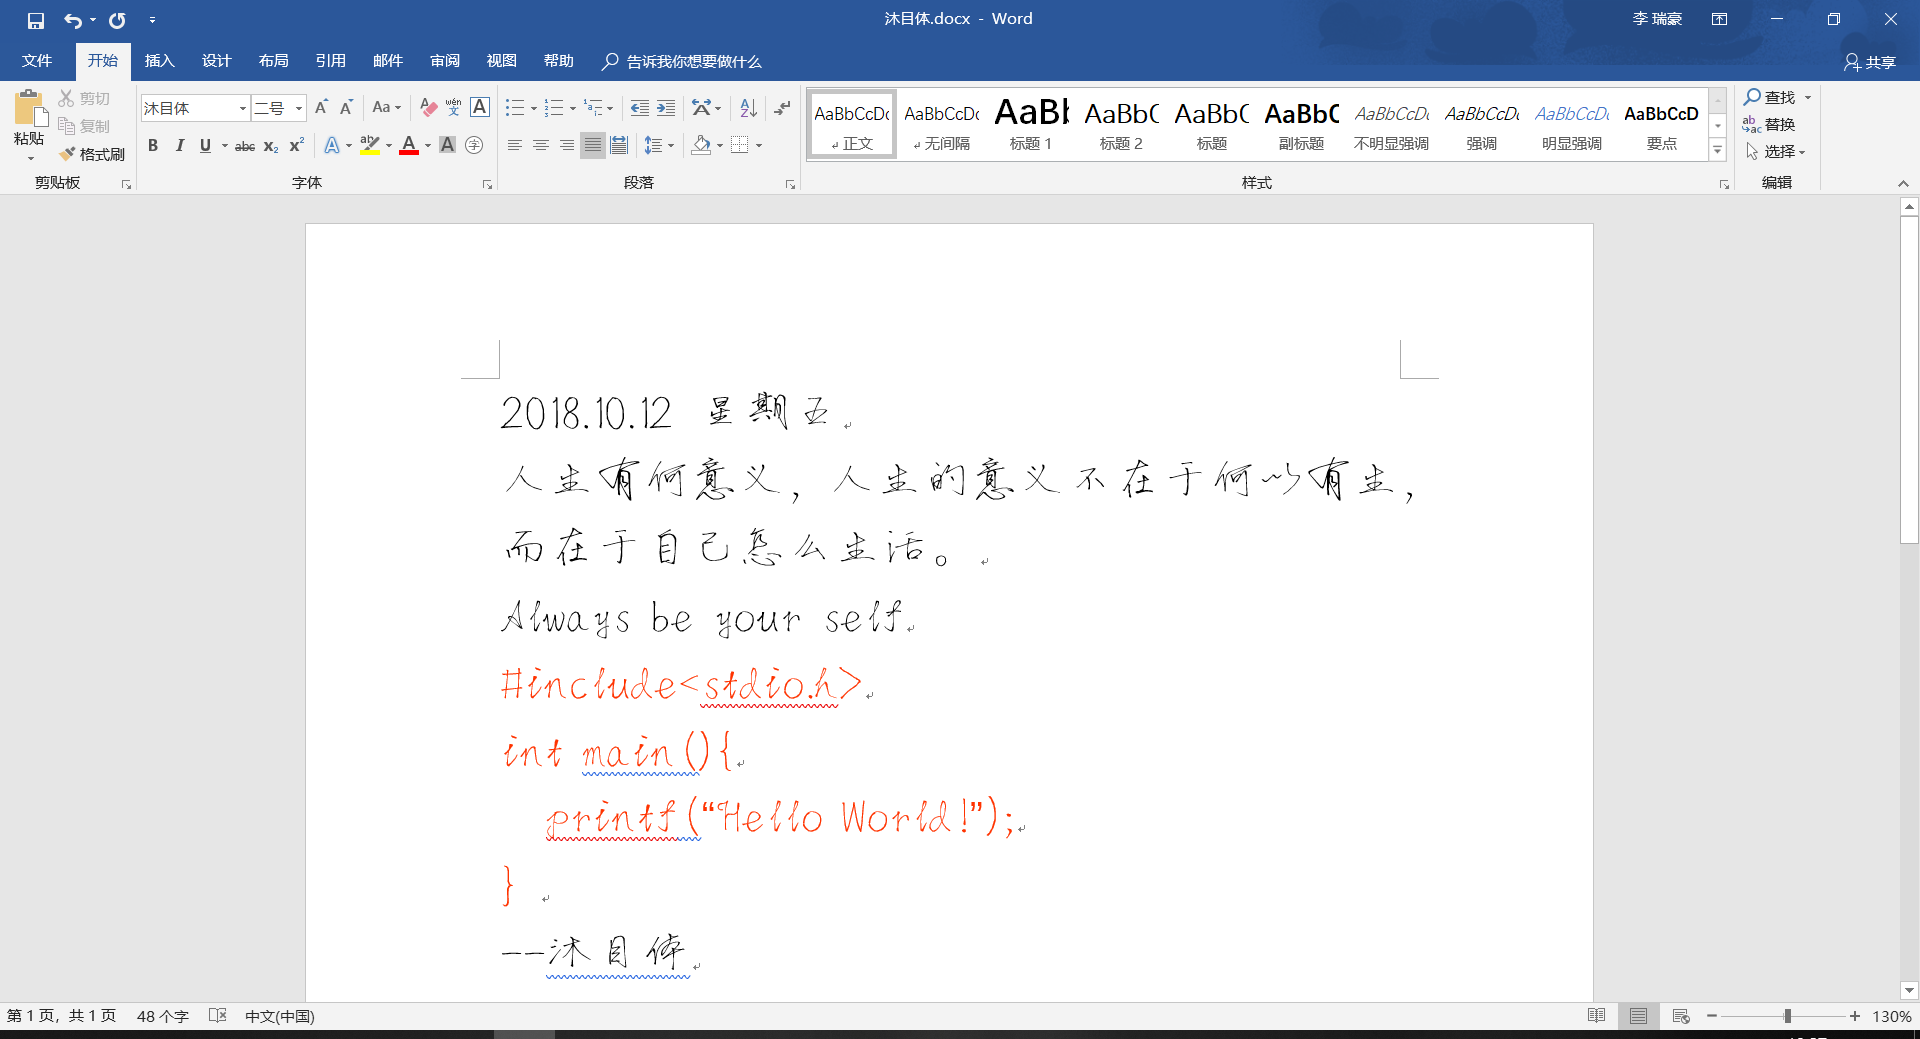 沐目体.docx - Word
李 瑞豪
文件 开始 插入 设计 布局 引用 邮件 审阅 视图 帮助 告诉我你想要做什么 共享
粘贴
剪切
复制
格式刷
剪贴板
沐目体 二号
字体
段落
AaBbCcDc 正文
AaBbCcDc 无间隔
AaBb 标题 1
AaBbC 标题 2
AaBbC 标题
AaBbC 副标题
AaBbCcDc 不明显强调
AaBbCcDc 强调
AaBbCcDc 明显强调
AaBbCcD 要点
样式
查找
替换
选择
编辑
2018.10.12 星期五
人生有何意义，人生的意义不在于何以有生，
而在于自己怎么生活。
Always be your self.
#include<stdio.h>
int main(){
printf(“Hello World!”);
}
--沐目体
第 1 页，共 1 页 48 个字 中文(中国) 130%